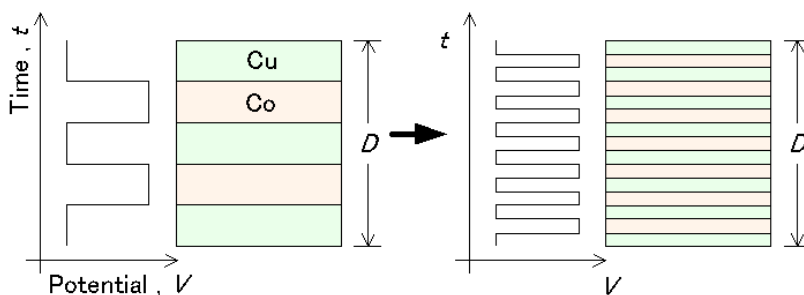 Time , t
Cu
Co
D
Potential , V
t
D
V